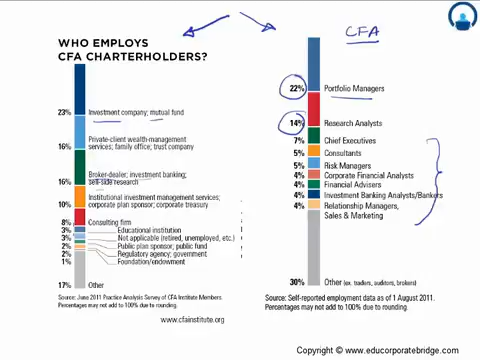 CFA
WHO EMPLOYS
CFA CHARTERHOLDERS?
23% Investment company; mutual fund
16% Private-client wealth-management
services; family office; trust company
16% Broker-dealer; investment banking;
sell-side research
10% Institutional investment management services;
corporate plan sponsor; corporate treasury
8% Consulting firm
3% Educational institution
3% Not applicable (retired, unemployed, etc.)
2% Public plan sponsor; public fund
2% Regulatory agency; government
1% Foundation/endowment
17% Other
Source: June 2011 Practice Analysis Survey of CFA Institute Members.
Percentages may not add to 100% due to rounding.
www.cfainstitute.org
22% Portfolio Managers
14% Research Analysts
7% Chief Executives
5% Consultants
5% Risk Managers
4% Corporate Financial Analysts
4% Financial Advisers
4% Investment Banking Analysts/Bankers
4% Relationship Managers,
Sales & Marketing
30% Other (ex. traders, auditors, brokers)
Source: Self-reported employment data as of 1 August 2011.
Percentages may not add to 100% due to rounding.
Copyright © www.educorporatebridge.com